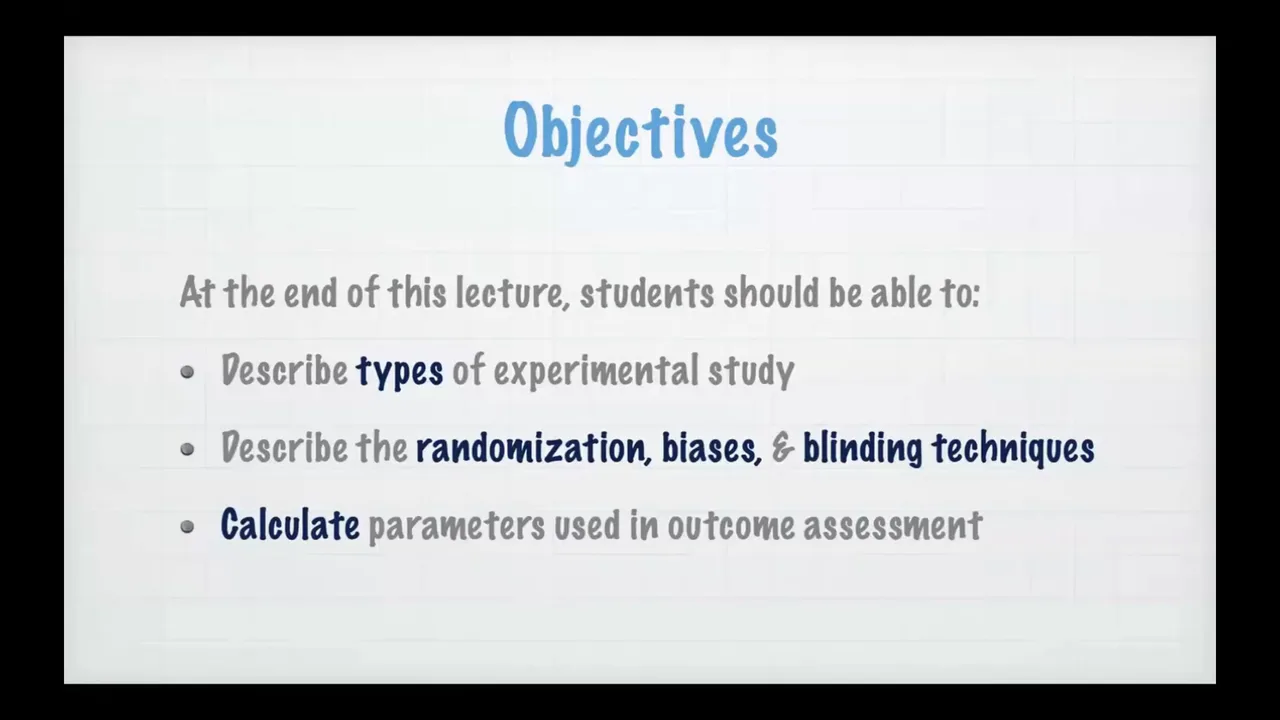 Objectives
At the end of this lecture, students should be able to:
• Describe types of experimental study
• Describe the randomization, biases, & blinding techniques
• Calculate parameters used in outcome assessment